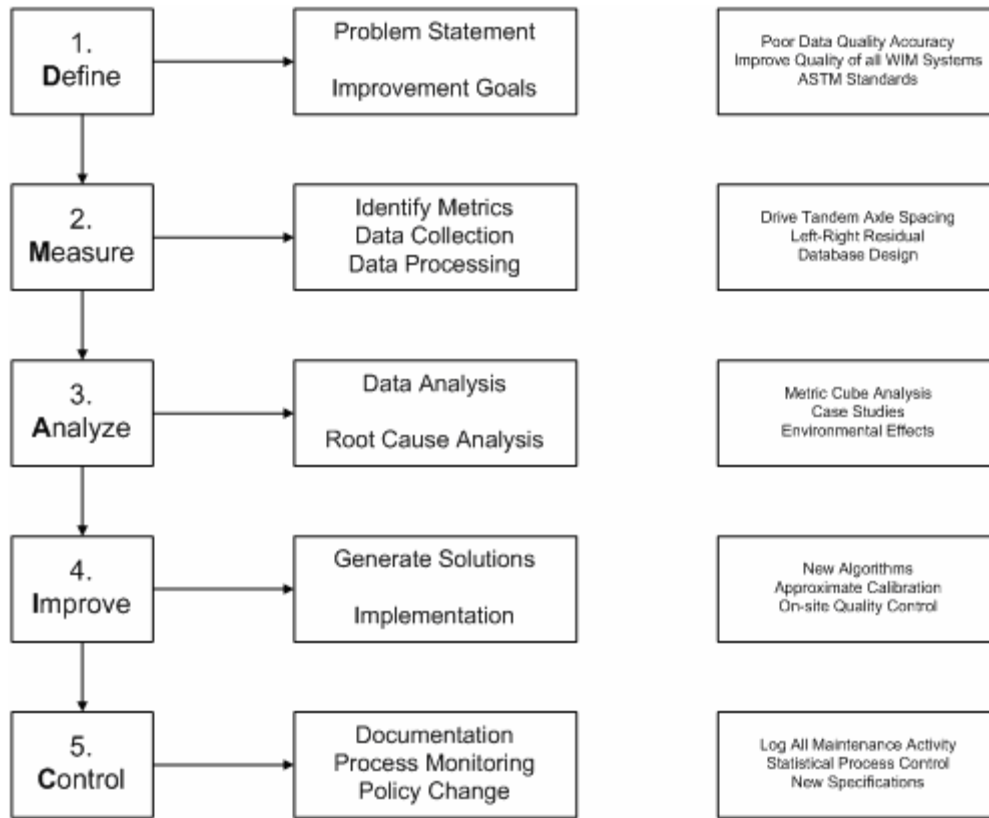 1.
Define
Problem Statement
Improvement Goals
Poor Data Quality Accuracy
Improve Quality of all WIM Systems
ASTM Standards
2.
Measure
Identify Metrics
Data Collection
Data Processing
Drive Tandem Axle Spacing
Left-Right Residual
Database Design
3.
Analyze
Data Analysis
Root Cause Analysis
Metric Cube Analysis
Case Studies
Environmental Effects
4.
Improve
Generate Solutions
Implementation
New Algorithms
Approximate Calibration
On-site Quality Control
5.
Control
Documentation
Process Monitoring
Policy Change
Log All Maintenance Activity
Statistical Process Control
New Specifications